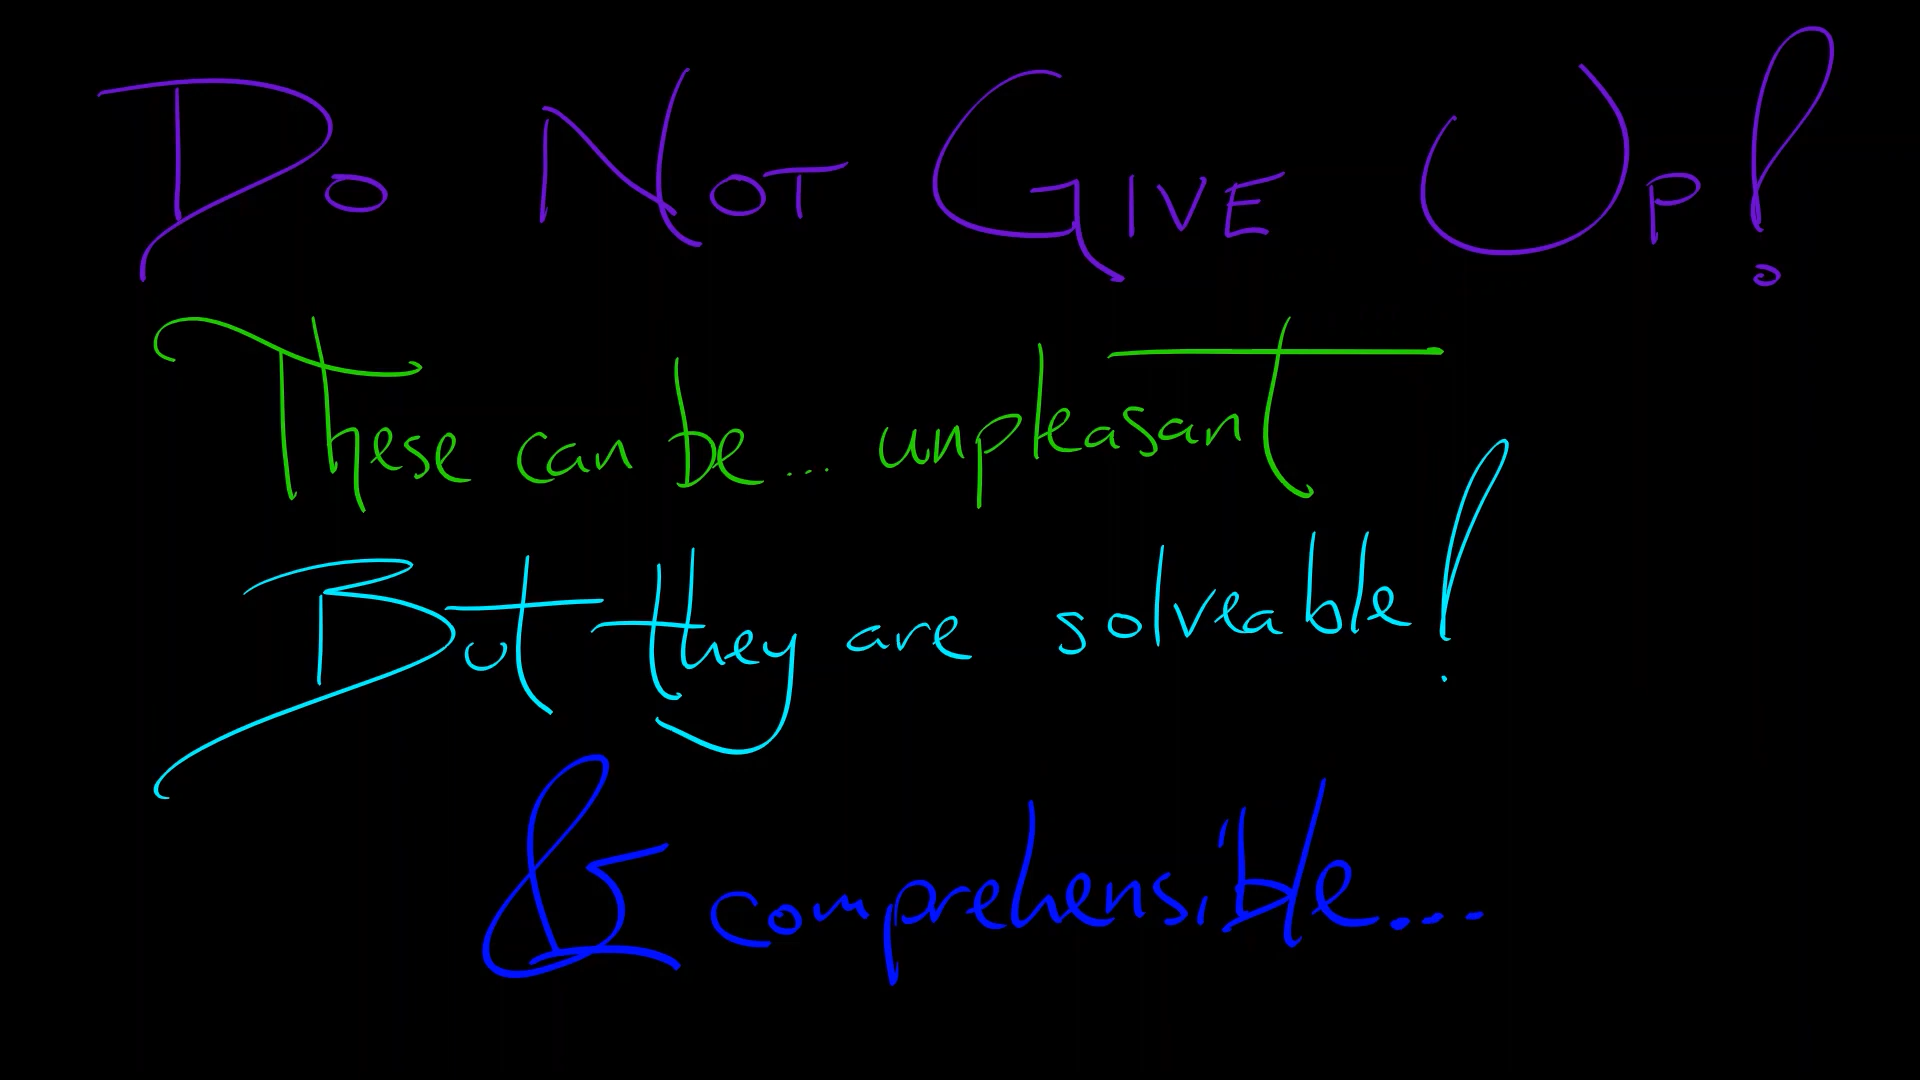 Do Not Give Up!
These can be... unpleasant
But they are solveable!
& comprehensible...